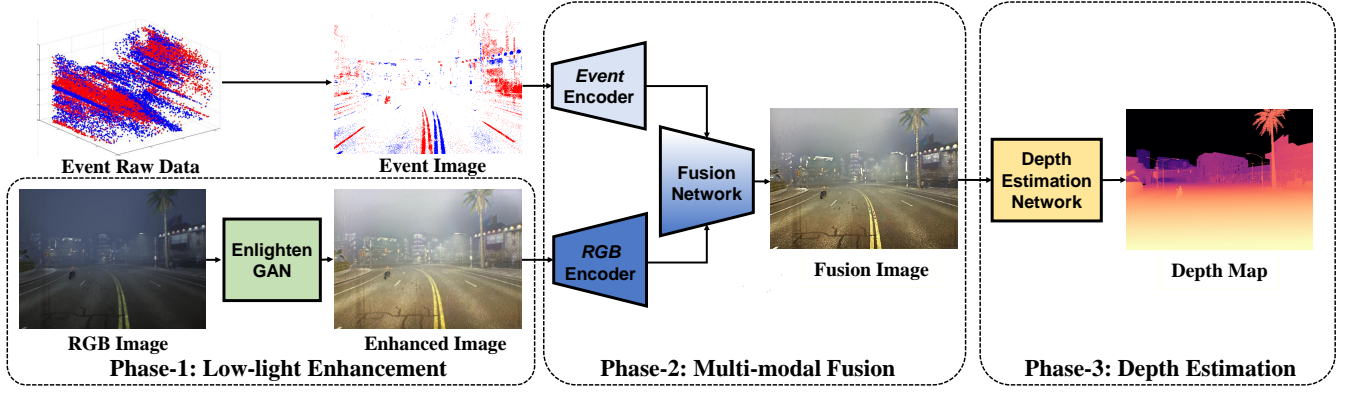 Event Raw Data
Event Image
RGB Image
Enlighten
GAN
Enhanced Image
Phase-1: Low-light Enhancement
Event
Encoder
RGB
Encoder
Fusion
Network
Fusion Image
Phase-2: Multi-modal Fusion
Depth
Estimation
Network
Depth Map
Phase-3: Depth Estimation